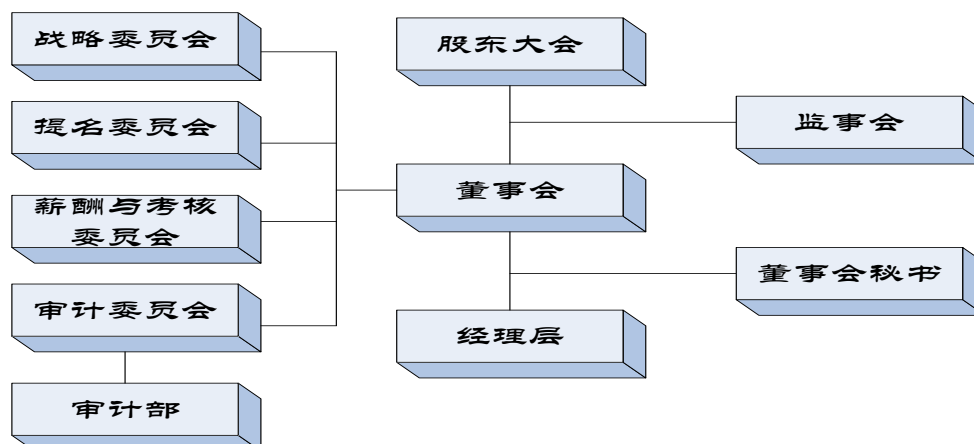 战略委员会
股东大会
提名委员会
监事会
董事会
薪酬与考核
委员会
董事会秘书
审计委员会
经理层
审计部